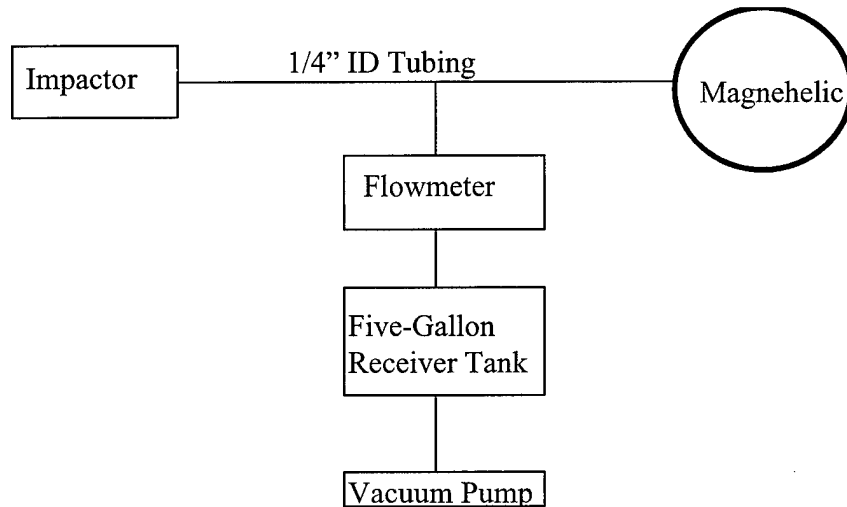 1/4” ID Tubing
Impactor
Magnehelic
Flowmeter
Five-Gallon
Receiver Tank
Vacuum Pump